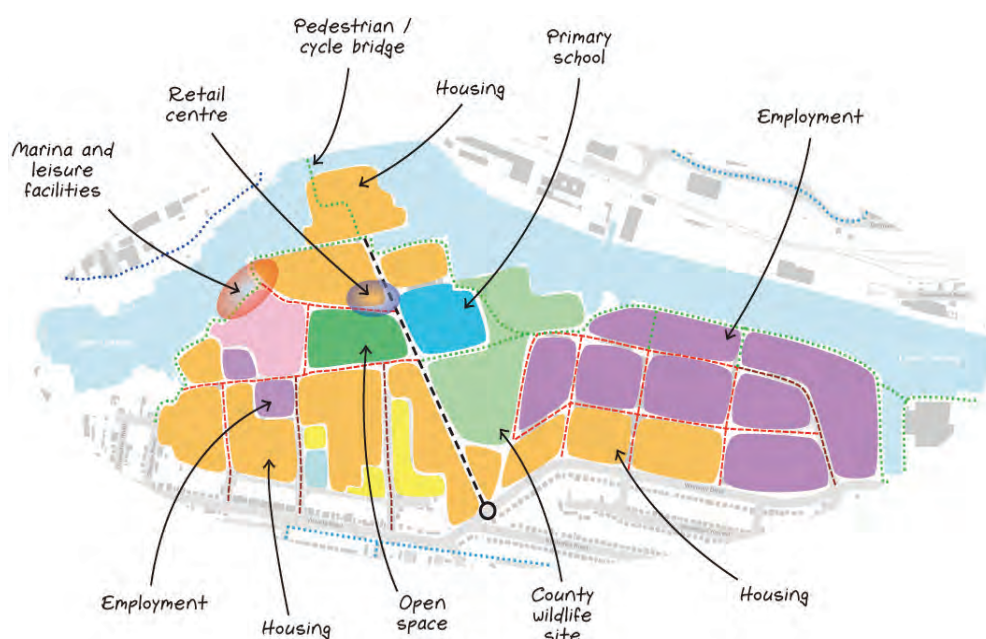 Pedestrian /
cycle bridge
Primary
school
Housing
Retail
centre
Employment
Marina and
leisure
facilities
Employment
Housing
Open
space
County
wildlife
site
Housing